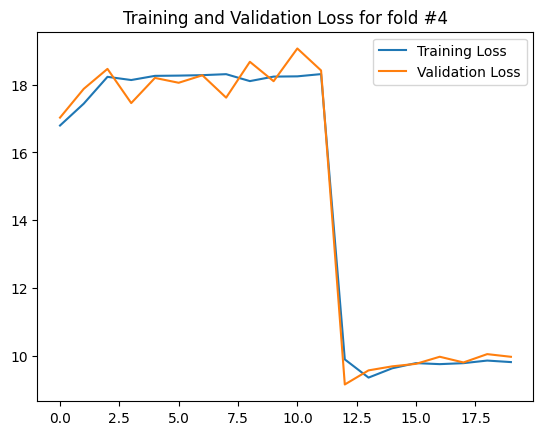 Training and Validation Loss for fold #4
Training Loss
Validation Loss
18
16
14
12
10
0.0 2.5 5.0 7.5 10.0 12.5 15.0 17.5